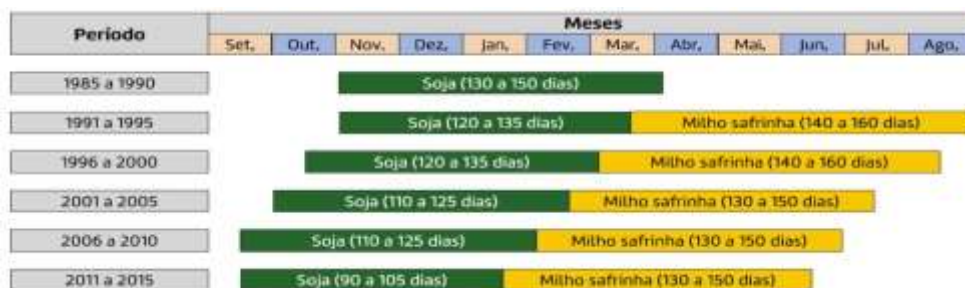 Período
Meses
Set, Out, Nov, Dez, Jan, Fev, Mar, Abr, Mai, Jun, Jul, Ago,
1985 a 1990 Soja (130 a 150 dias)
1991 a 1995 Soja (120 a 135 dias) Milho safrinha (140 a 160 dias)
1996 a 2000 Soja (120 a 135 dias) Milho safrinha (140 a 160 dias)
2001 a 2005 Soja (110 a 125 dias) Milho safrinha (130 a 150 dias)
2006 a 2010 Soja (110 a 125 dias) Milho safrinha (130 a 150 dias)
2011 a 2015 Soja (90 a 105 dias) Milho safrinha (130 a 150 dias)